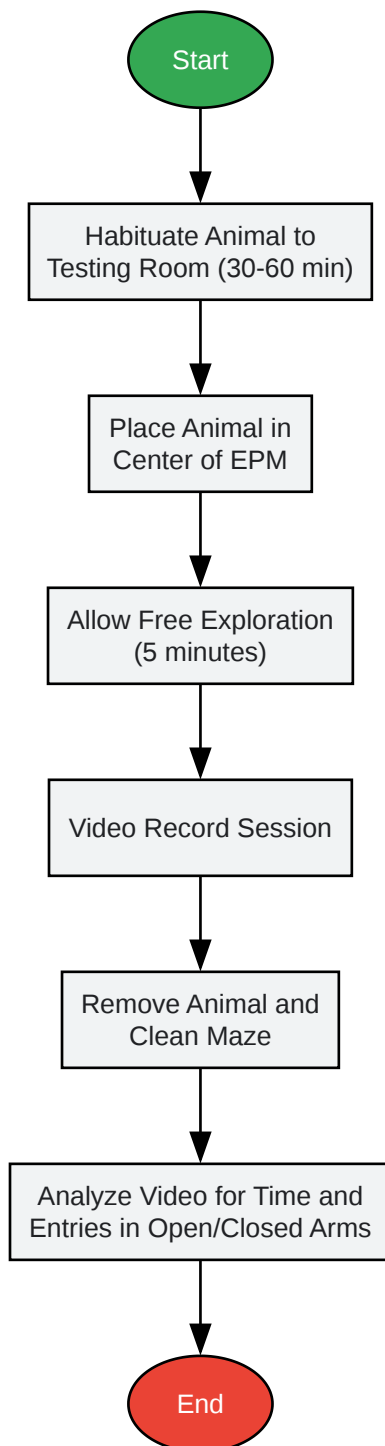 Start
Habituate Animal to
Testing Room (30-60 min)
Place Animal in
Center of EPM
Allow Free Exploration
(5 minutes)
Video Record Session
Remove Animal and
Clean Maze
Analyze Video for Time and
Entries in Open/Closed Arms
End